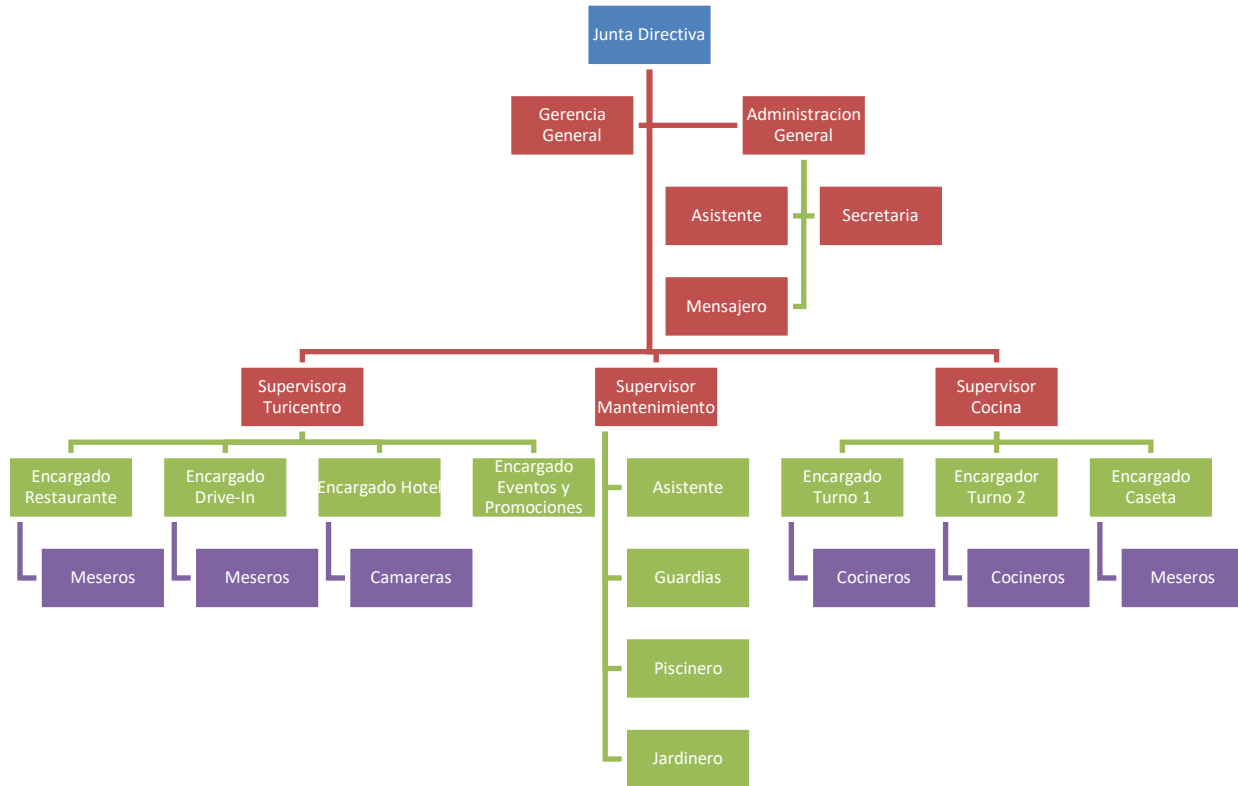 Junta Directiva
Gerencia
General
Administracion
General
Asistente
Secretaria
Mensajero
Supervisora
Turicentro
Supervisor
Mantenimiento
Supervisor
Cocina
Encargado
Restaurante
Encargado
Drive-In
Encargado Hotel
Encargado
Eventos y
Promociones
Asistente
Encargado
Turno 1
Encargador
Turno 2
Encargado
Caseta
Meseros
Meseros
Camareras
Guardias
Cocineros
Cocineros
Meseros
Piscinero
Jardinero